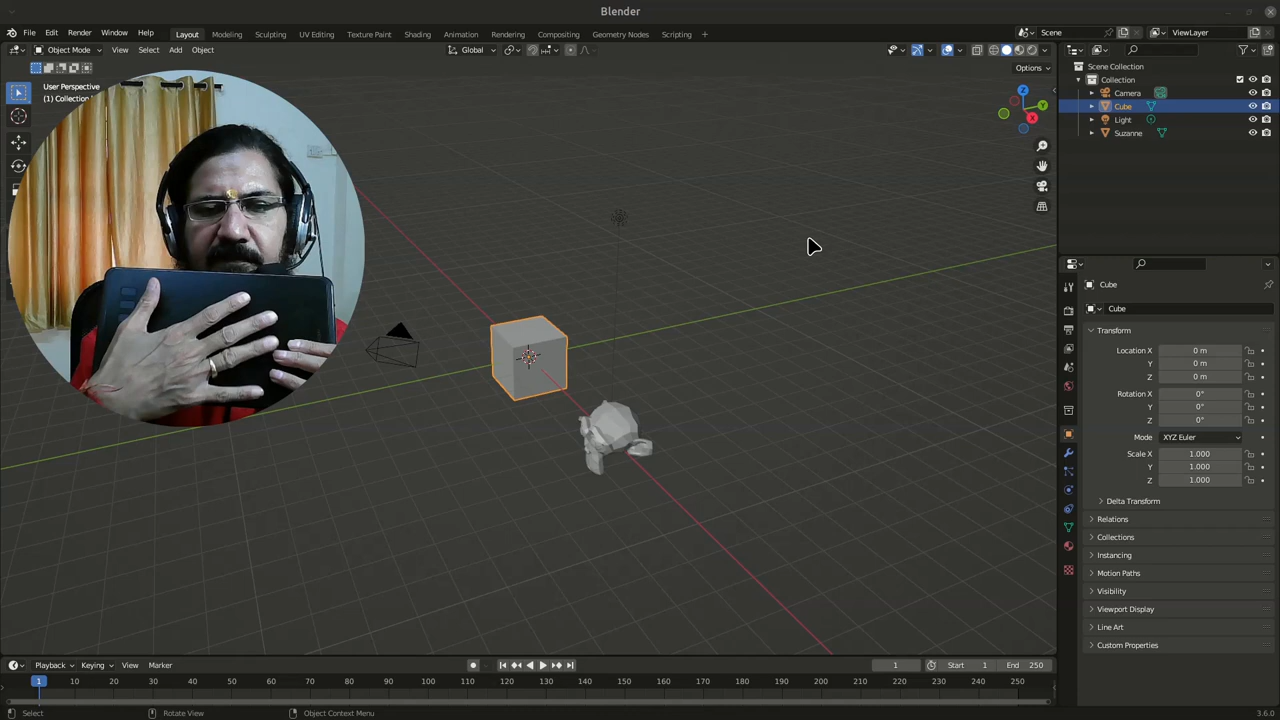 Blender
File Edit Render Window Help Layout Modeling Sculpting UV Editing Texture Paint Shading Animation Rendering Compositing Geometry Nodes Scripting + Scene ViewLayer
Object Mode View Select Add Object Global
Options
User Perspective
(1) Collection
Z
Y
X
Scene Collection
Collection
Camera
Cube
Light
Suzanne
Cube
Cube
Transform
Location X 0 m
Y 0 m
Z 0 m
Rotation X 0°
Y 0°
Z 0°
Mode XYZ Euler
Scale X 1.000
Y 1.000
Z 1.000
Delta Transform
Relations
Collections
Instancing
Motion Paths
Visibility
Viewport Display
Line Art
Custom Properties
Playback Keying View Marker 1 Start 1 End 250
1 10 20 30 40 50 60 70 80 90 100 110 120 130 140 150 160 170 180 190 200 210 220 230 240 250
Select Rotate View Object Context Menu 3.6.0